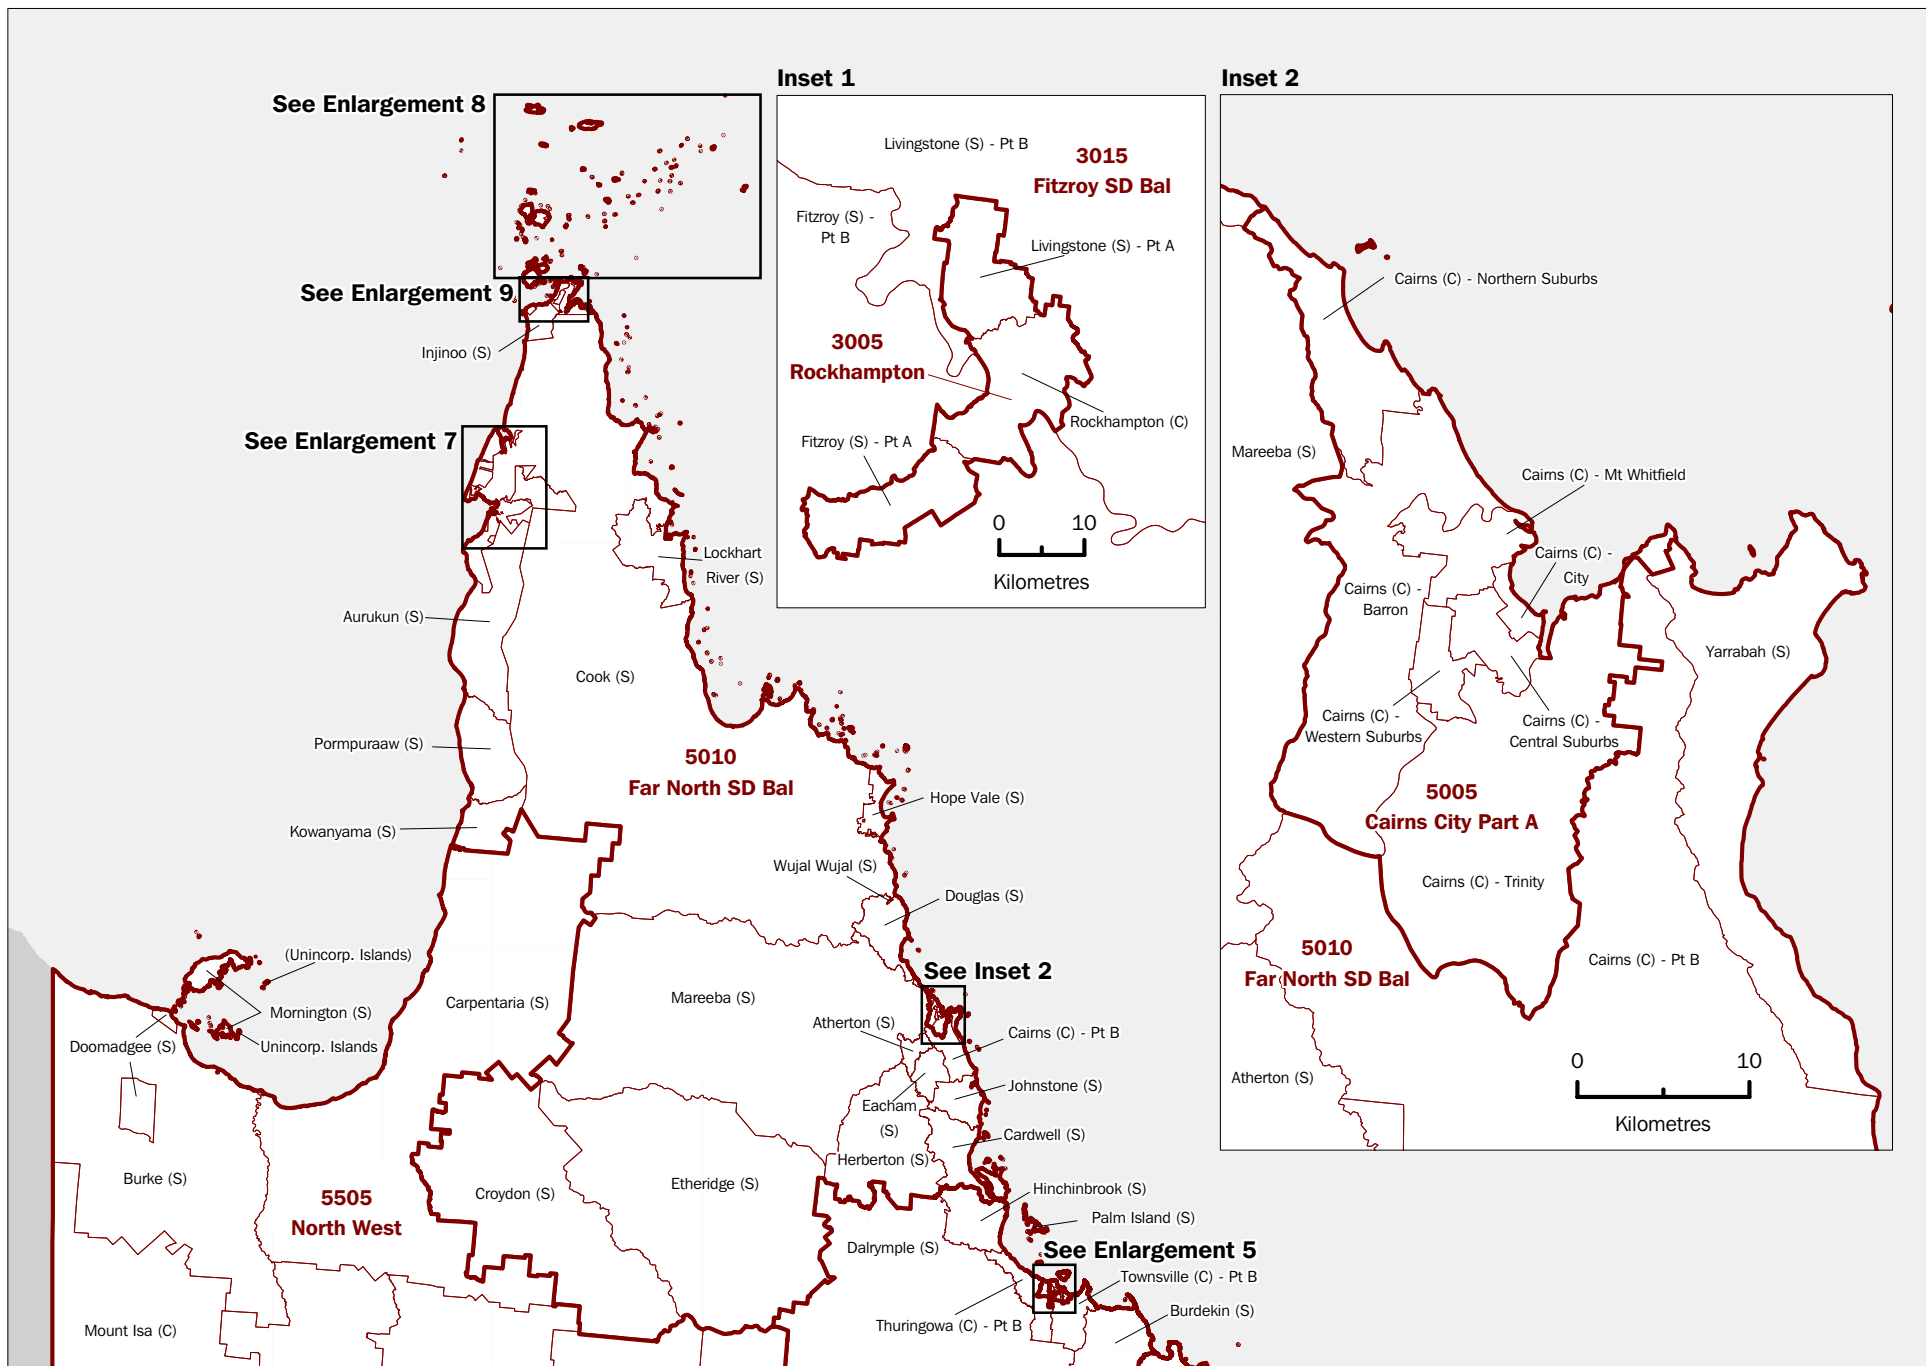 Inset 1
Inset 2
See Enlargement 8
See Enlargement 9
Injinoo (S)
See Enlargement 7
Lockhart
River (S)
Aurukun (S)
Cook (S)
Pormpuraaw (S)
5010
Far North SD Bal
Hope Vale (S)
Kowanyama (S)
Wujal Wujal (S)
Douglas (S)
(Unincorp. Islands)
See Inset 2
Carpentaria (S)
Mareeba (S)
Mornington (S)
Atherton (S)
Cairns (C) - Pt B
Doomadgee (S)
Unincorp. Islands
Johnstone (S)
Eacham
(S)
Cardwell (S)
Herberton (S)
Burke (S)
5505
North West
Croydon (S)
Etheridge (S)
Hinchinbrook (S)
Palm Island (S)
Dalrymple (S)
See Enlargement 5
Townsville (C) - Pt B
Burdekin (S)
Thuringowa (C) - Pt B
Mount Isa (C)
Livingstone (S) - Pt B
3015
Fitzroy SD Bal
Fitzroy (S) -
Pt B
Livingstone (S) - Pt A
3005
Rockhampton
Rockhampton (C)
Fitzroy (S) - Pt A
0 10
Kilometres
Cairns (C) - Northern Suburbs
Mareeba (S)
Cairns (C) - Mt Whitfield
Cairns (C) -
City
Cairns (C) -
Barron
Yarrabah (S)
Cairns (C) -
Western Suburbs
Cairns (C) -
Central Suburbs
5005
Cairns City Part A
Cairns (C) - Trinity
5010
Far North SD Bal
Cairns (C) - Pt B
Atherton (S)
0 10
Kilometres